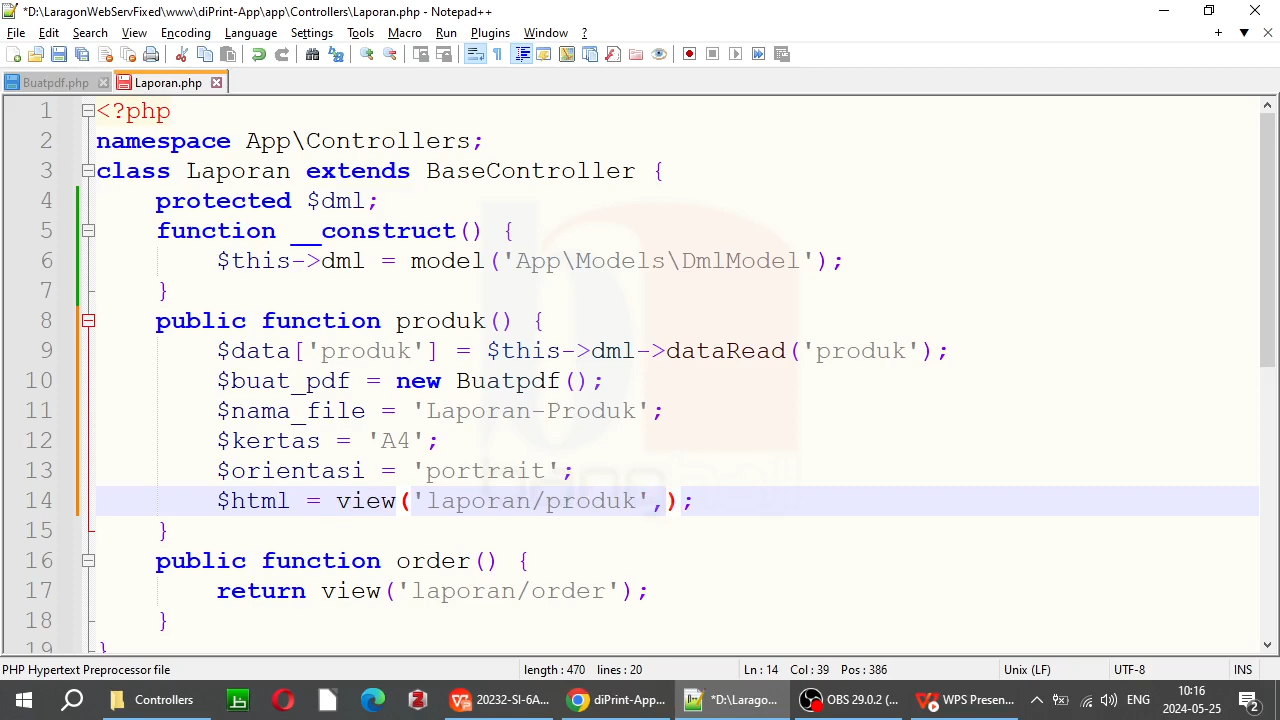 *D:\LaragonWebServFixed\www\diPrint-App\app\Controllers\Laporan.php - Notepad++
File Edit Search View Encoding Language Settings Tools Macro Run Plugins Window ?
Buatpdf.php Laporan.php
1 <?php
2 namespace App\Controllers;
3 class Laporan extends BaseController {
4 protected $dml;
5 function __construct() {
6 $this->dml = model('App\Models\DmlModel');
7 }
8 public function produk() {
9 $data['produk'] = $this->dml->dataRead('produk');
10 $buat_pdf = new Buatpdf();
11 $nama_file = 'Laporan-Produk';
12 $kertas = 'A4';
13 $orientasi = 'portrait';
14 $html = view('laporan/produk',);
15 }
16 public function order() {
17 return view('laporan/order');
18 }
19 }
PHP Hypertext Preprocessor file length : 470 lines : 20 Ln : 14 Col : 39 Pos : 386 Unix (LF) UTF-8 INS
Controllers 20232-SI-6A... diPrint-App... *D:\Larago... OBS 29.0.2 (... WPS Presen... ENG 10:16
2024-05-25 2